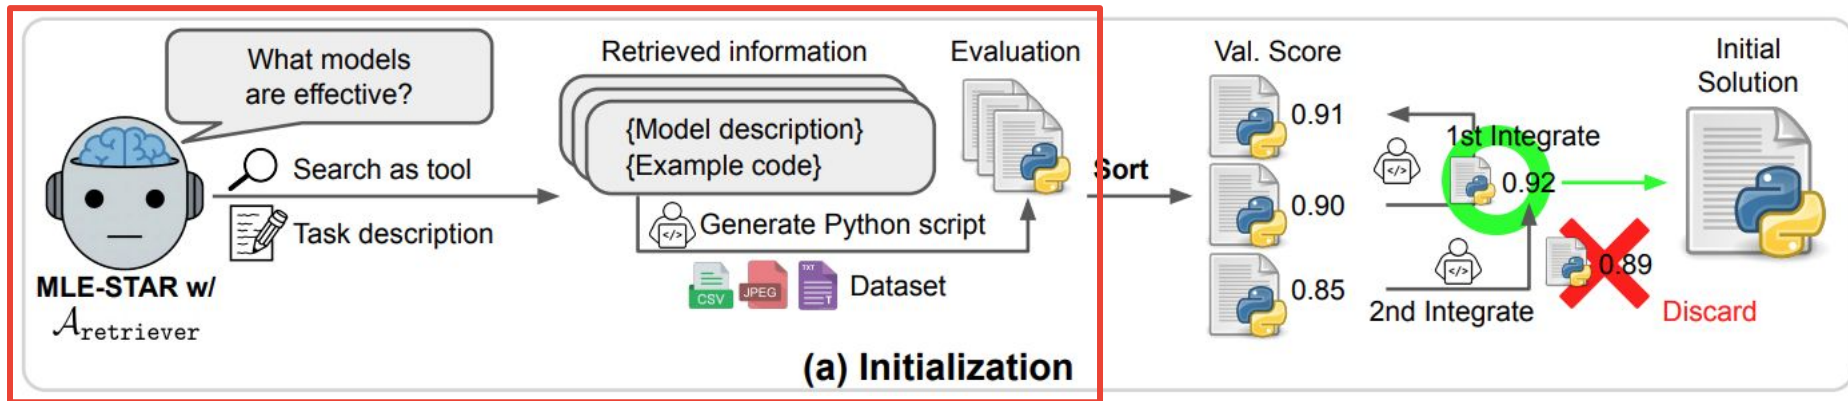 What models
are effective?
Search as tool
Task description
MLE-STAR w/
𝒜retriever
Retrieved information
{Model description}
{Example code}
Generate Python script
</>
CSV
JPEG
TXT
T
Dataset
Evaluation
(a) Initialization
Sort
Val. Score
0.91
0.90
0.85
1st Integrate
</>
0.92
</>
2nd Integrate
0.89
Discard
Initial
Solution